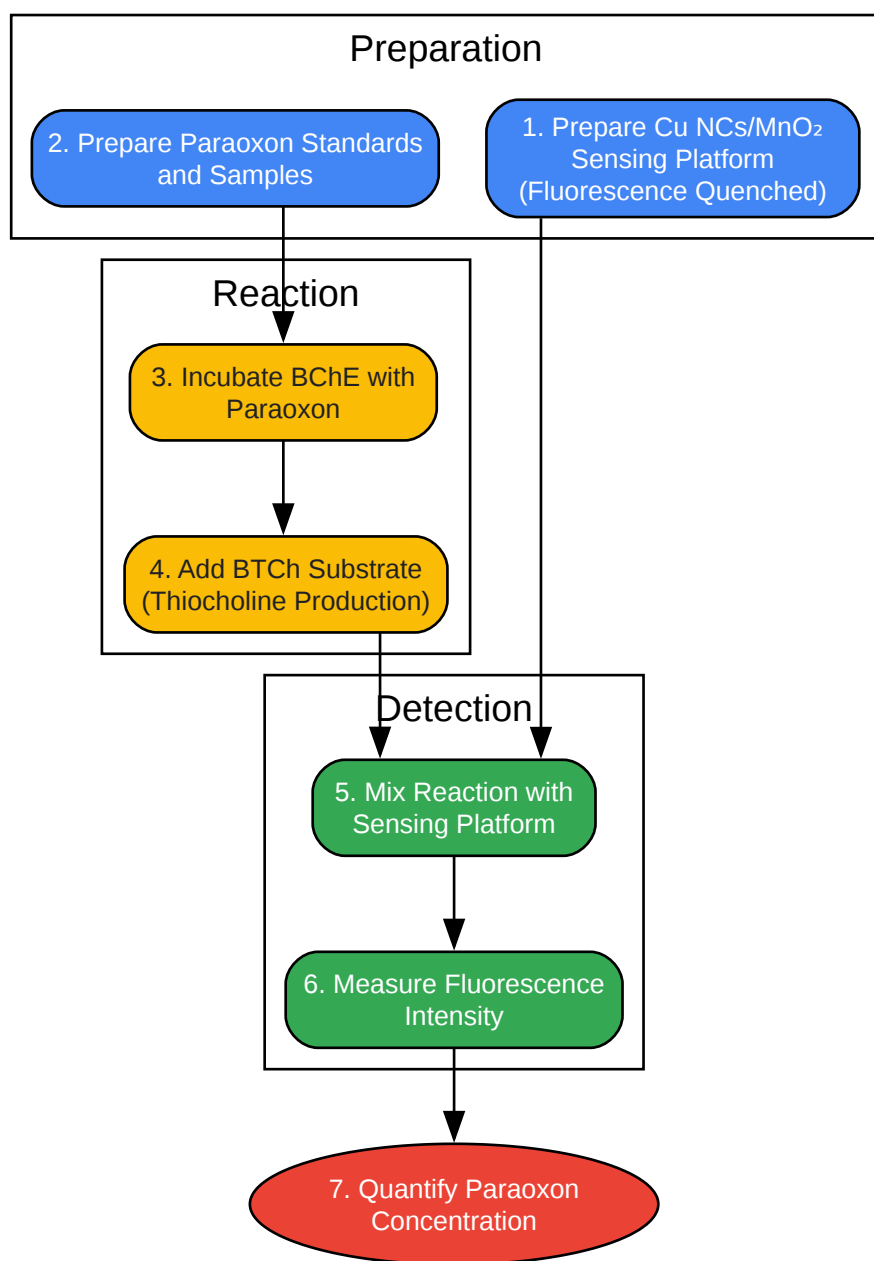 Preparation
2. Prepare Paraoxon Standards
and Samples
1. Prepare Cu NCs/MnO₂
Sensing Platform
(Fluorescence Quenched)
Reaction
3. Incubate BChE with
Paraoxon
4. Add BTCh Substrate
(Thiocholine Production)
Detection
5. Mix Reaction with
Sensing Platform
6. Measure Fluorescence
Intensity
7. Quantify Paraoxon
Concentration